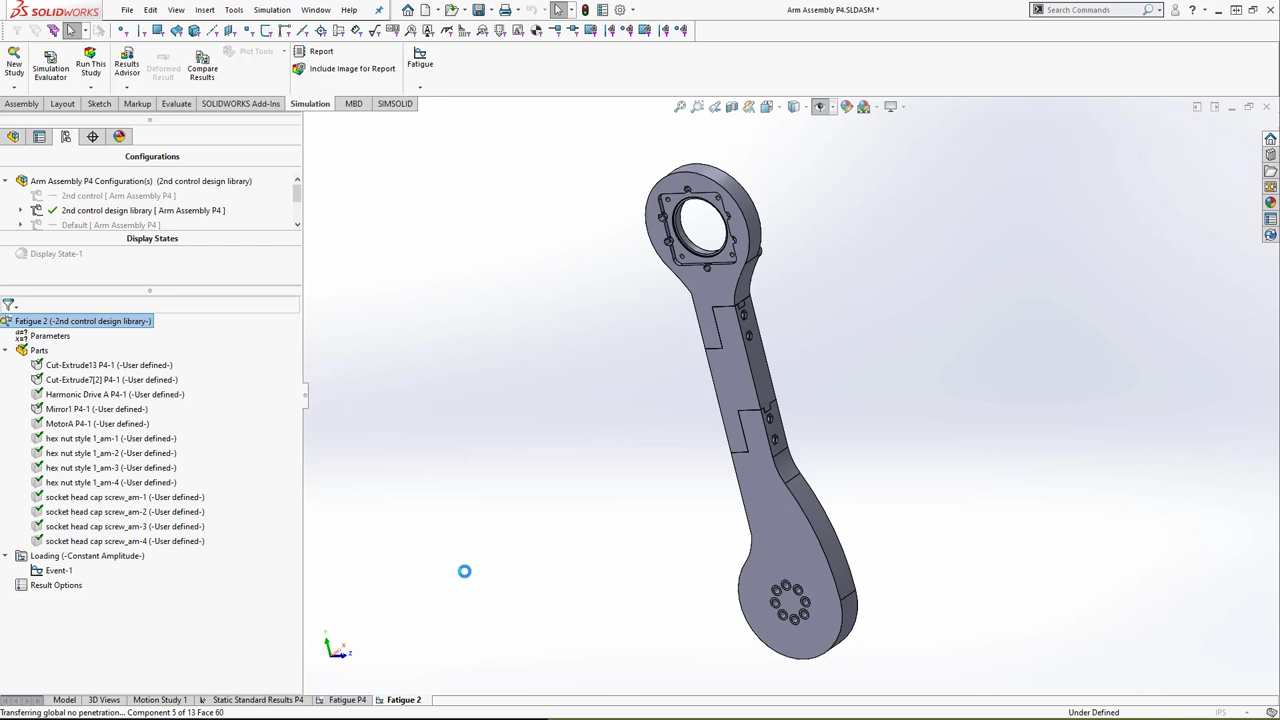 SOLIDWORKS
File Edit View Insert Tools Simulation Window Help
Arm Assembly P4.SLDASM *
Search Commands
New Study
Simulation Evaluator
Run This Study
Results Advisor
Deformed Result
Compare Results
Plot Tools
Report
Include Image for Report
Fatigue
Assembly Layout Sketch Markup Evaluate SOLIDWORKS Add-Ins Simulation MBD SIMSOLID
Configurations
Arm Assembly P4 Configuration(s) (2nd control design library)
2nd control [ Arm Assembly P4 ]
2nd control design library [ Arm Assembly P4 ]
Default [ Arm Assembly P4 ]
Display States
Display State-1
Fatigue 2 (-2nd control design library-)
Parameters
Parts
Cut-Extrude13 P4-1 (-User defined-)
Cut-Extrude7[2] P4-1 (-User defined-)
Harmonic Drive A P4-1 (-User defined-)
Mirror1 P4-1 (-User defined-)
MotorA P4-1 (-User defined-)
hex nut style 1_am-1 (-User defined-)
hex nut style 1_am-2 (-User defined-)
hex nut style 1_am-3 (-User defined-)
hex nut style 1_am-4 (-User defined-)
socket head cap screw_am-1 (-User defined-)
socket head cap screw_am-2 (-User defined-)
socket head cap screw_am-3 (-User defined-)
socket head cap screw_am-4 (-User defined-)
Loading (-Constant Amplitude-)
Event-1
Result Options
Y
X
Z
Model 3D Views Motion Study 1 Static Standard Results P4 Fatigue P4 Fatigue 2
Transferring global no penetration... Component 5 of 13 Face 60
Under Defined
IPS